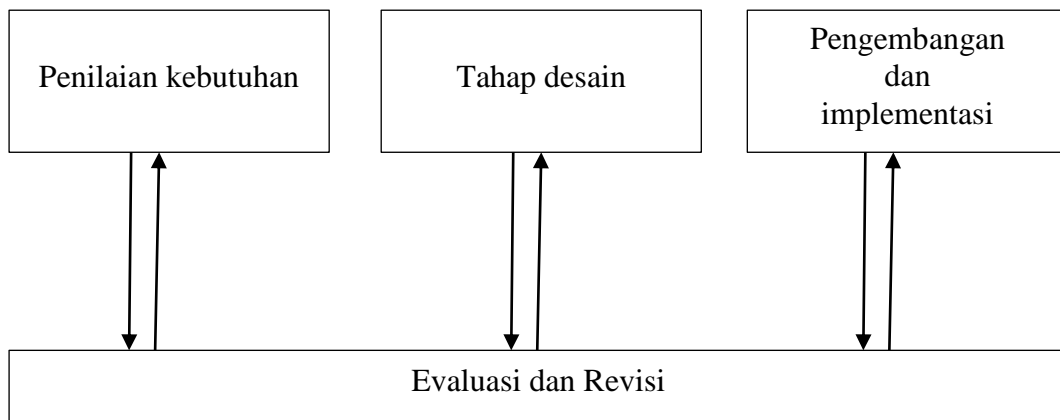 Penilaian kebutuhan
Tahap desain
Pengembangan
dan
implementasi
Evaluasi dan Revisi